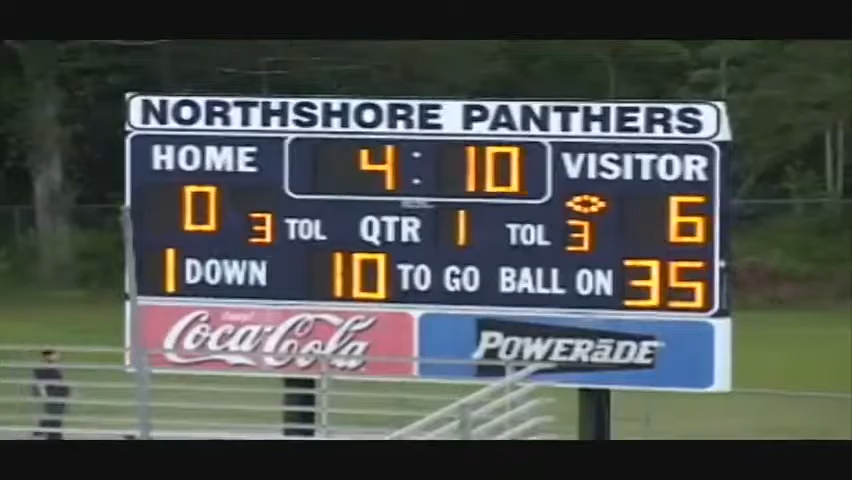 NORTHSHORE PANTHERS
HOME 4:10 VISITOR
0 3 TOL QTR 1 TOL 3 6
1 DOWN 10 TO GO BALL ON 35
Coca-Cola POWERADE